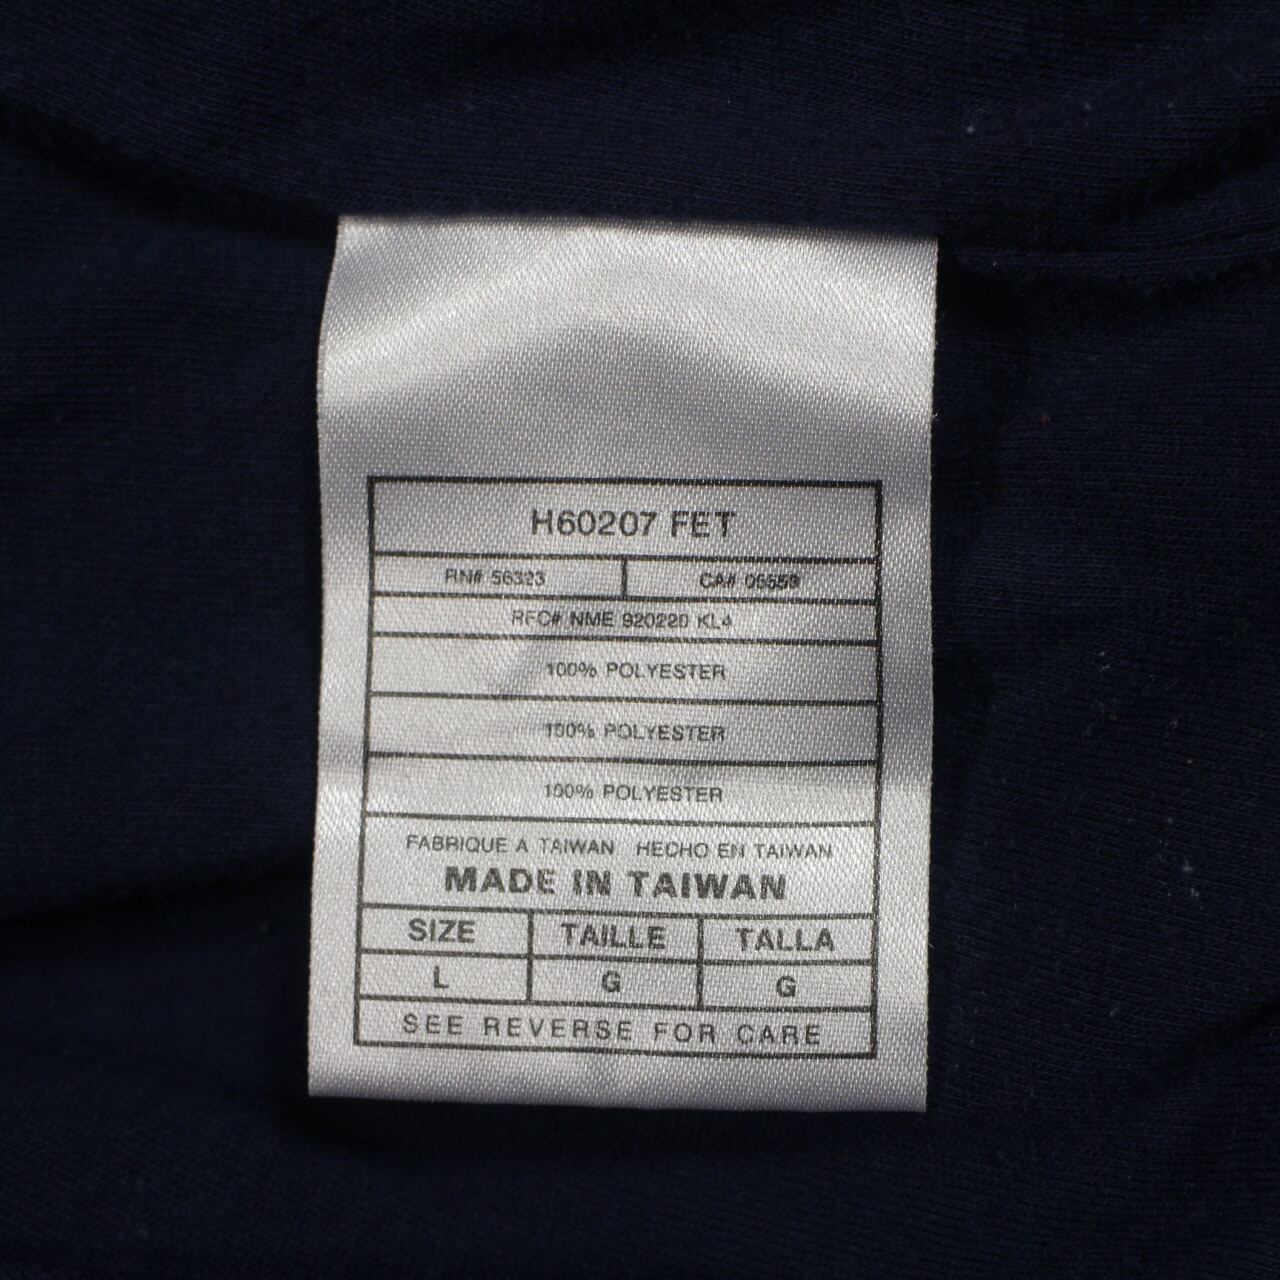 H60207 FET
RN# 56323 CA# 05553
RFC# NME 920220 KL4
100% POLYESTER
100% POLYESTER
100% POLYESTER
FABRIQUE A TAIWAN HECHO EN TAIWAN
MADE IN TAIWAN
SIZE TAILLE TALLA
L G G
SEE REVERSE FOR CARE